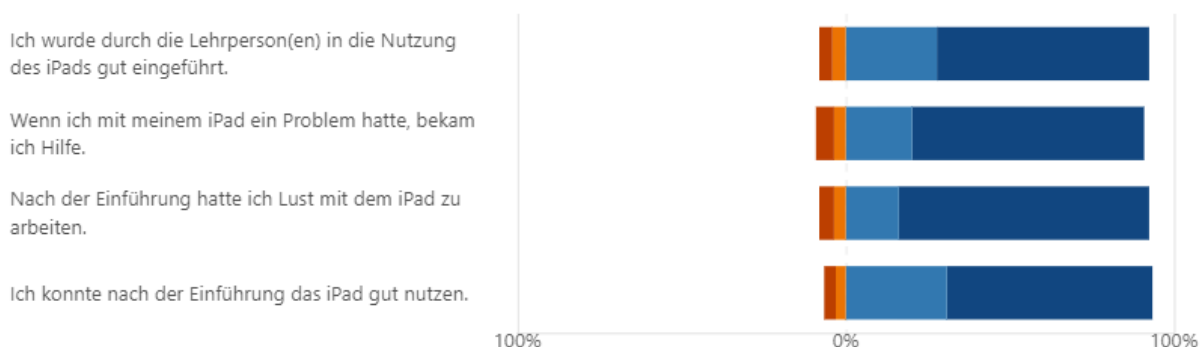 Ich wurde durch die Lehrperson(en) in die Nutzung
des iPads gut eingeführt.
Wenn ich mit meinem iPad ein Problem hatte, bekam
ich Hilfe.
Nach der Einführung hatte ich Lust mit dem iPad zu
arbeiten.
Ich konnte nach der Einführung das iPad gut nutzen.
100% 0% 100%